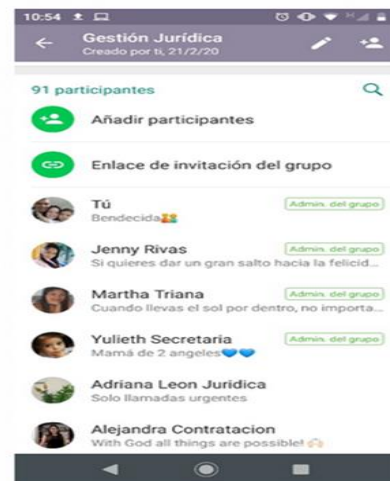 10:54
Gestión Jurídica
Creado por ti, 21/2/20
91 participantes
Añadir participantes
Enlace de invitación del grupo
Tú
Admin. del grupo
Bendecida
Jenny Rivas
Admin. del grupo
Si quieres dar un gran salto hacia la felicid...
Martha Triana
Admin. del grupo
Cuando llevas el sol por dentro, no importa...
Yulieth Secretaria
Admin. del grupo
Mamá de 2 angeles💙💙
Adriana Leon Juridica
Solo llamadas urgentes
Alejandra Contratacion
With God all things are possible! 🙏🏻